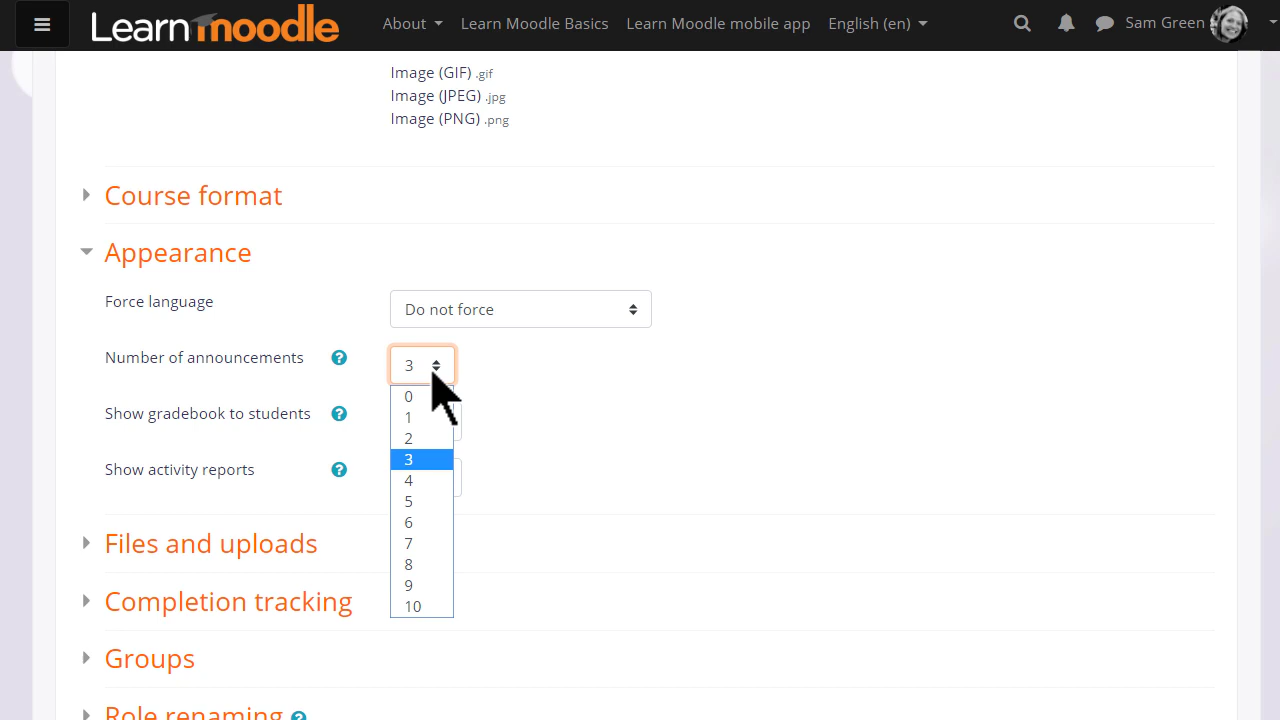 Learn moodle About Learn Moodle Basics Learn Moodle mobile app English (en) Sam Green
Image (GIF) .gif
Image (JPEG) .jpg
Image (PNG) .png
Course format
Appearance
Force language Do not force
Number of announcements ? 3
0
1
Show gradebook to students ?
2
3
Show activity reports ?
4
5
6
Files and uploads
7
8
9
Completion tracking
10
Groups
Role renaming ?